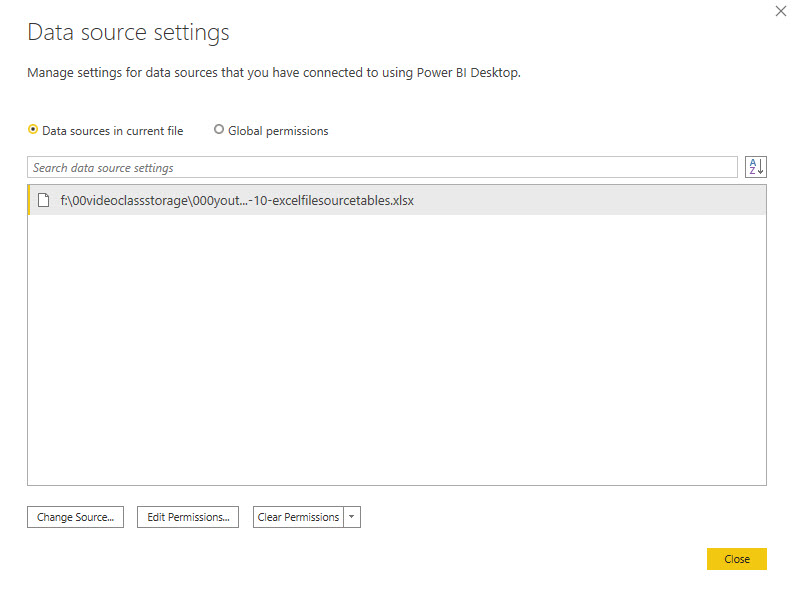 Data source settings
Manage settings for data sources that you have connected to using Power BI Desktop.
Data sources in current file Global permissions
Search data source settings
A
Z
f:\00videoclassstorage\000yout...-10-excelfilesourcetables.xlsx
Change Source... Edit Permissions... Clear Permissions
Close